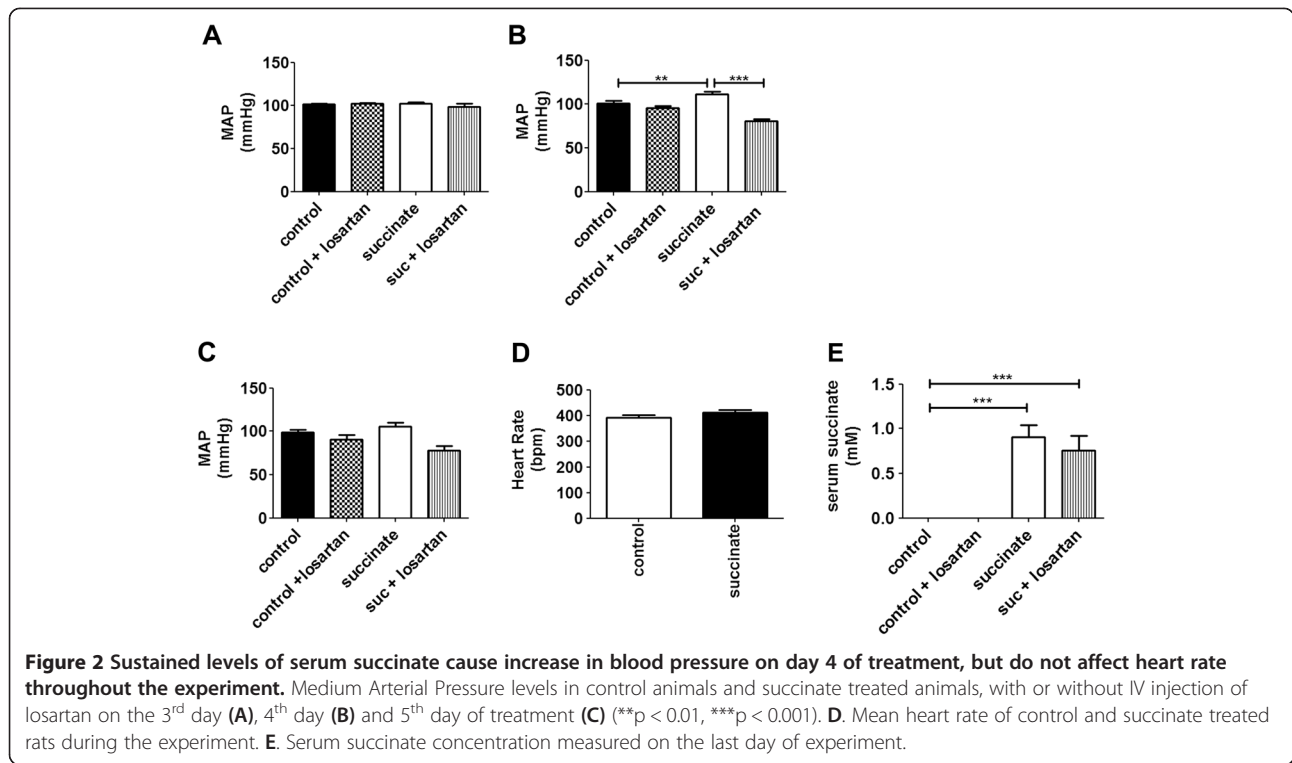 A
150
100
50
0
MAP
(mmHg)
control
control + losartan
succinate
suc + losartan
B
150
100
50
0
MAP
(mmHg)
**
***
control
control + losartan
succinate
suc + losartan
C
150
100
50
0
MAP
(mmHg)
control
control +losartan
succinate
suc + losartan
D
500
400
300
200
100
0
Heart Rate
(bpm)
control
succinate
E
1.5
1.0
0.5
0.0
serum succinate
(mM)
***
***
control
control + losartan
succinate
suc + losartan
Figure 2 Sustained levels of serum succinate cause increase in blood pressure on day 4 of treatment, but do not affect heart rate
throughout the experiment. Medium Arterial Pressure levels in control animals and succinate treated animals, with or without IV injection of
losartan on the 3rd day (A), 4th day (B) and 5th day of treatment (C) (**p < 0.01, ***p < 0.001). D. Mean heart rate of control and succinate treated
rats during the experiment. E. Serum succinate concentration measured on the last day of experiment.